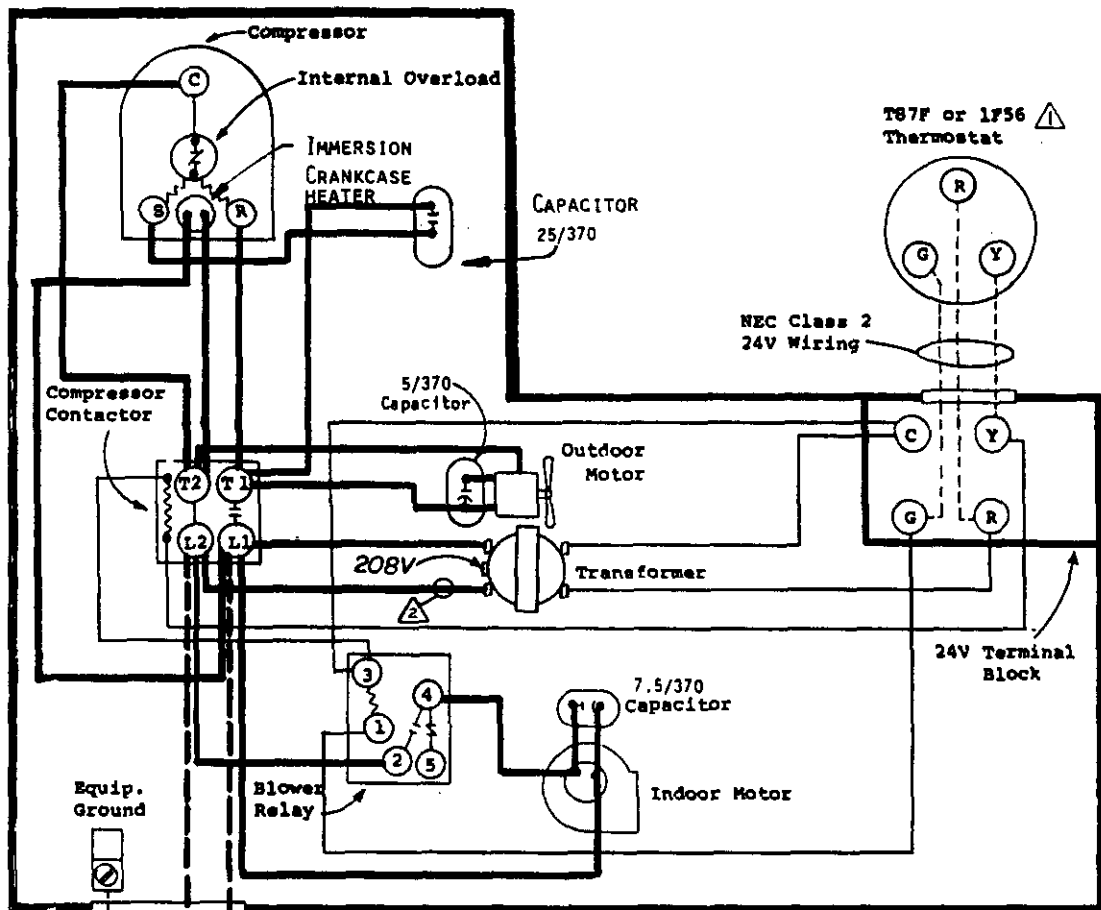 Compressor
C
Internal Overload
IMMERSION
CRANKCASE
HEATER
S
R
CAPACITOR
25/370
T87F or 1F56 1
Thermostat
R
G
Y
NEC Class 2
24V Wiring
Compressor
Contactor
5/370
Capacitor
Outdoor
Motor
C
Y
T2
T1
G
R
L2
L1
208V
Transformer
2
24V Terminal
Block
3
4
1
2
5
7.5/370
Capacitor
Blower
Relay
Indoor Motor
Equip.
Ground